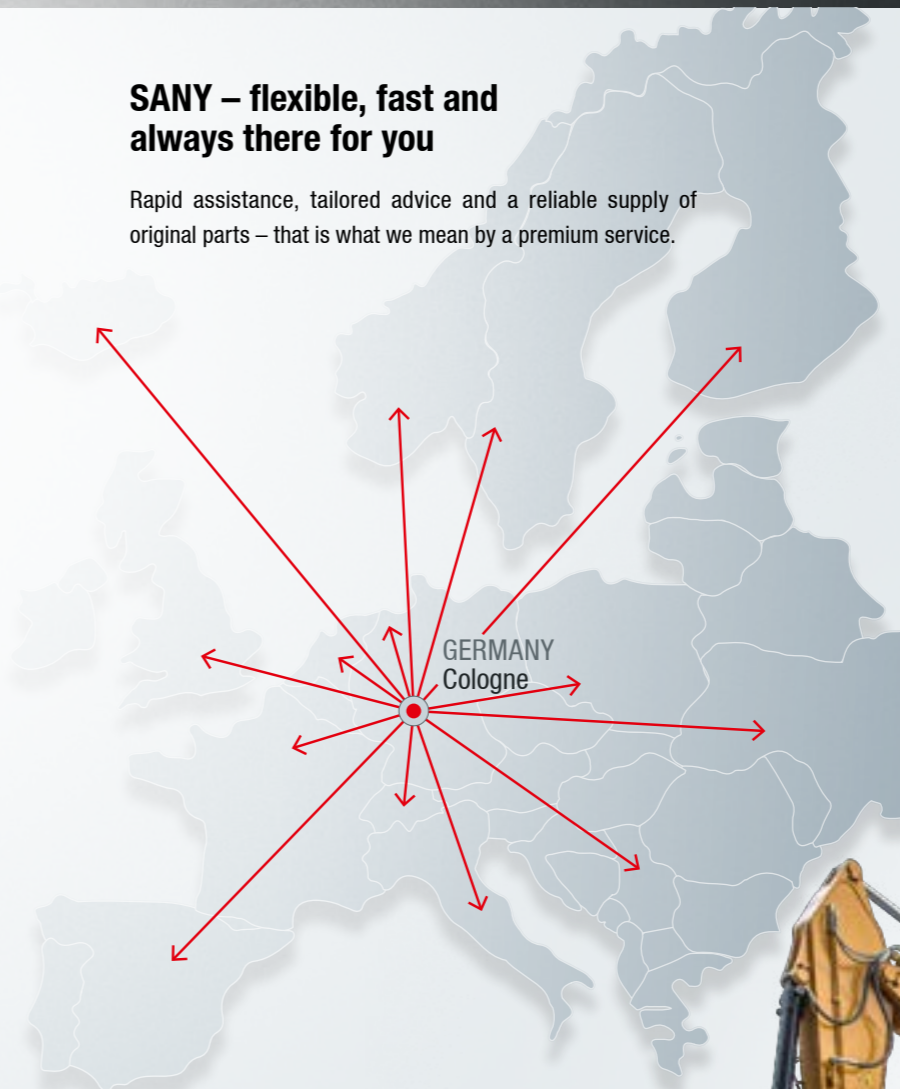 SANY – flexible, fast and
always there for you
Rapid assistance, tailored advice and a reliable supply of
original parts – that is what we mean by a premium service.
GERMANY
Cologne